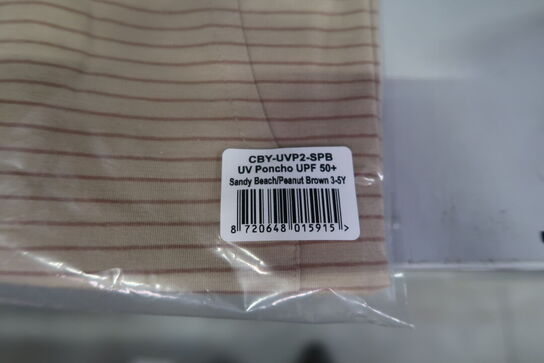 CBY-UVP2-SPB
UV Poncho UPF 50+
Sandy Beach/Peanut Brown 3-5Y
8 720648 015915 >